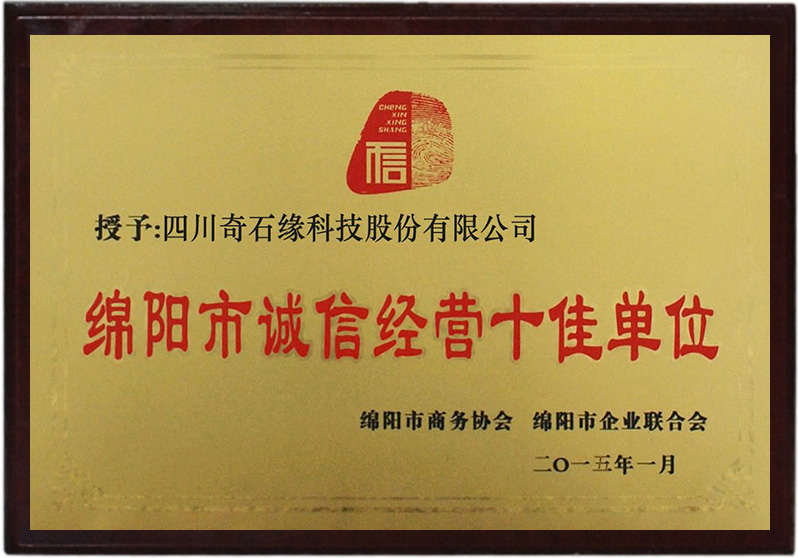 CHENG
XIN
XING
SHANG
信
授予:四川奇石缘科技股份有限公司
绵阳市诚信经营十佳单位
绵阳市商务协会 绵阳市企业联合会
二〇一五年一月